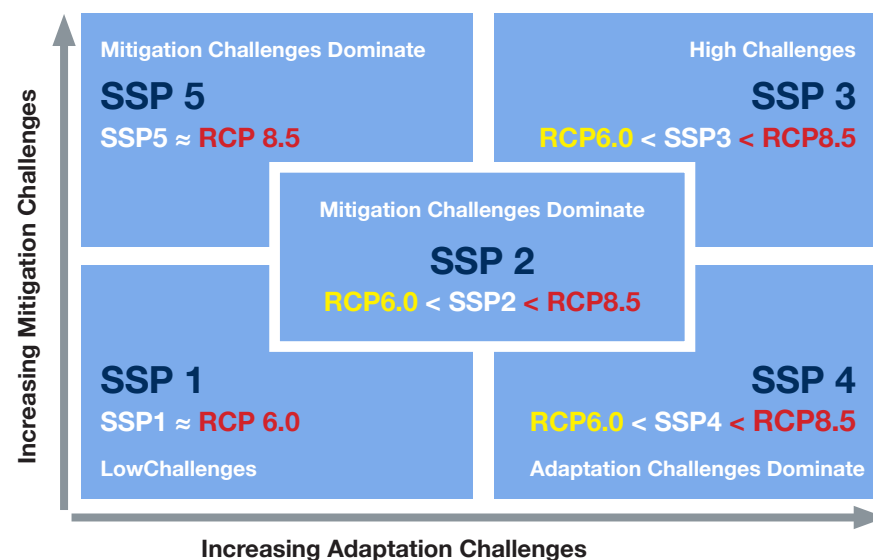 Increasing Mitigation Challenges
Mitigation Challenges Dominate
SSP 5
SSP5 ≈ RCP 8.5
High Challenges
SSP 3
RCP6.0 < SSP3 < RCP8.5
Mitigation Challenges Dominate
SSP 2
RCP6.0 < SSP2 < RCP8.5
SSP 1
SSP1 ≈ RCP 6.0
LowChallenges
SSP 4
RCP6.0 < SSP4 < RCP8.5
Adaptation Challenges Dominate
Increasing Adaptation Challenges